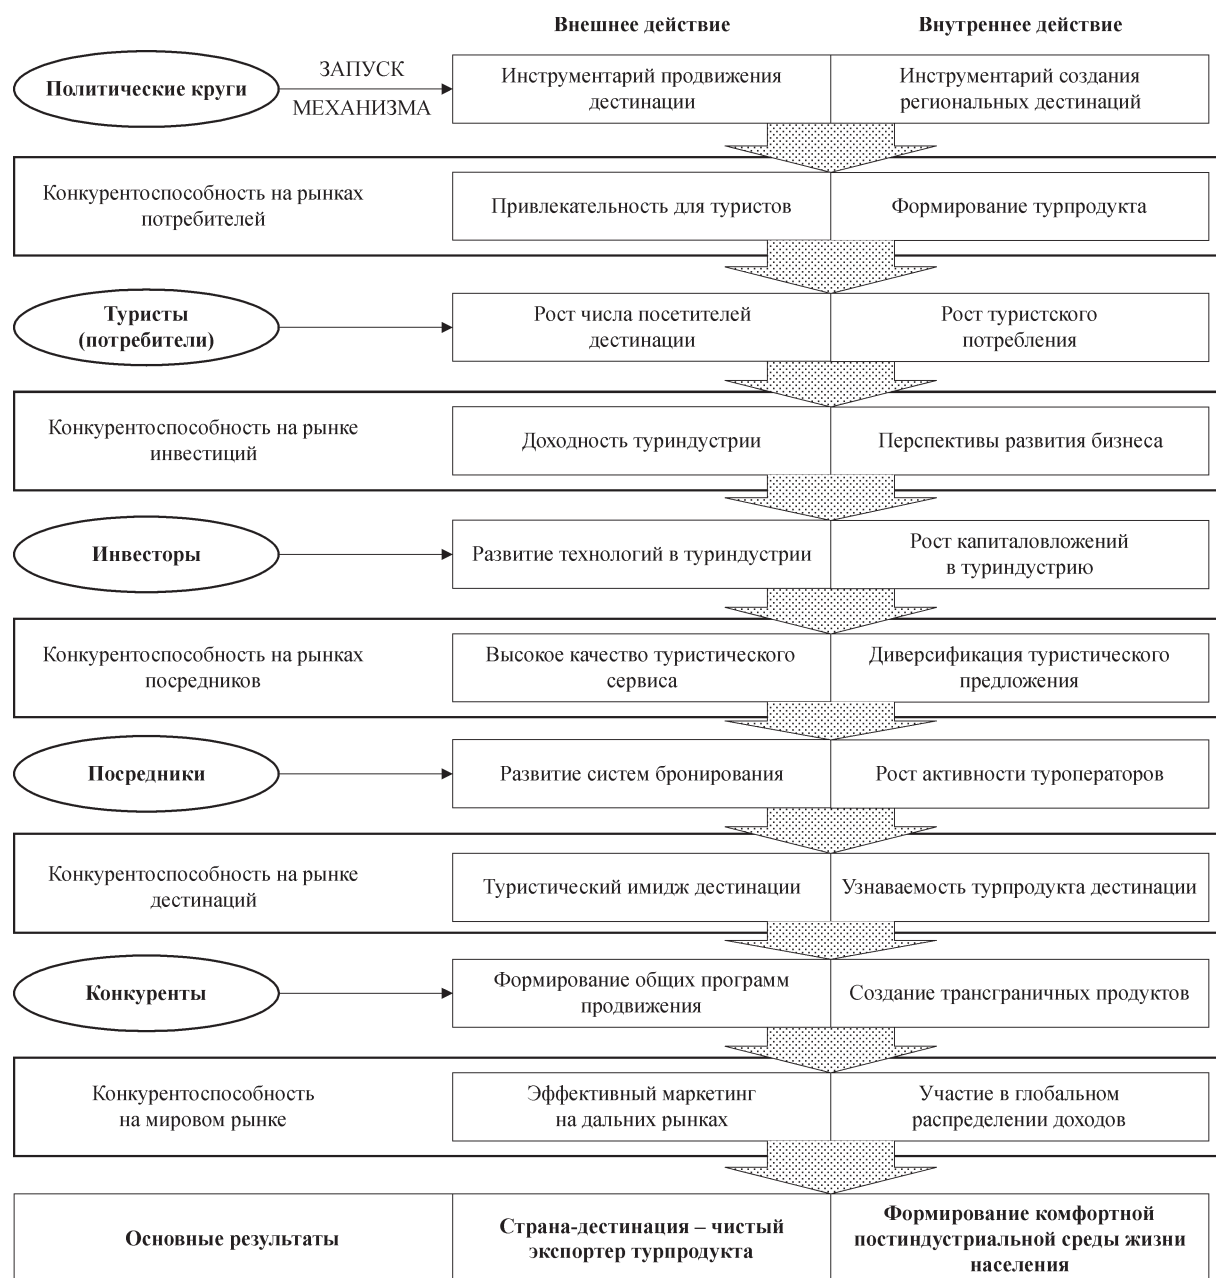 Внешнее действие
Внутреннее действие
Политические круги
ЗАПУСК
МЕХАНИЗМА
Инструментарий продвижения
дестинации
Инструментарий создания
региональных дестинаций
Конкурентоспособность на рынках
потребителей
Привлекательность для туристов
Формирование турпродукта
Туристы
(потребители)
Рост числа посетителей
дестинации
Рост туристского
потребления
Конкурентоспособность на рынке
инвестиций
Доходность туриндустрии
Перспективы развития бизнеса
Инвесторы
Развитие технологий в туриндустрии
Рост капиталовложений
в туриндустрию
Конкурентоспособность на рынках
посредников
Высокое качество туристического
сервиса
Диверсификация туристического
предложения
Посредники
Развитие систем бронирования
Рост активности туроператоров
Конкурентоспособность на рынке
дестинаций
Туристический имидж дестинации
Узнаваемость турпродукта дестинации
Конкуренты
Формирование общих программ
продвижения
Создание трансграничных продуктов
Конкурентоспособность
на мировом рынке
Эффективный маркетинг
на дальних рынках
Участие в глобальном
распределении доходов
Основные результаты
Страна-дестинация – чистый
экспортер турпродукта
Формирование комфортной
постиндустриальной среды жизни
населения